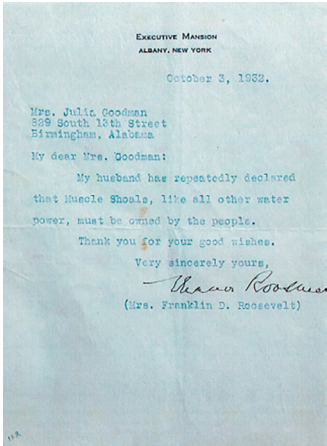 EXECUTIVE MANSION
ALBANY, NEW YORK
October 3, 1932.
Mrs. Julia Goodman
829 South 13th Street
Birmingham, Alabama
My dear Mrs. Goodman:
My husband has repeatedly declared
that Muscle Shoals, like all other water
power, must be owned by the people.
Thank you for your good wishes.
Very sincerely yours,
Eleanor Roosevelt
(Mrs. Franklin D. Roosevelt)